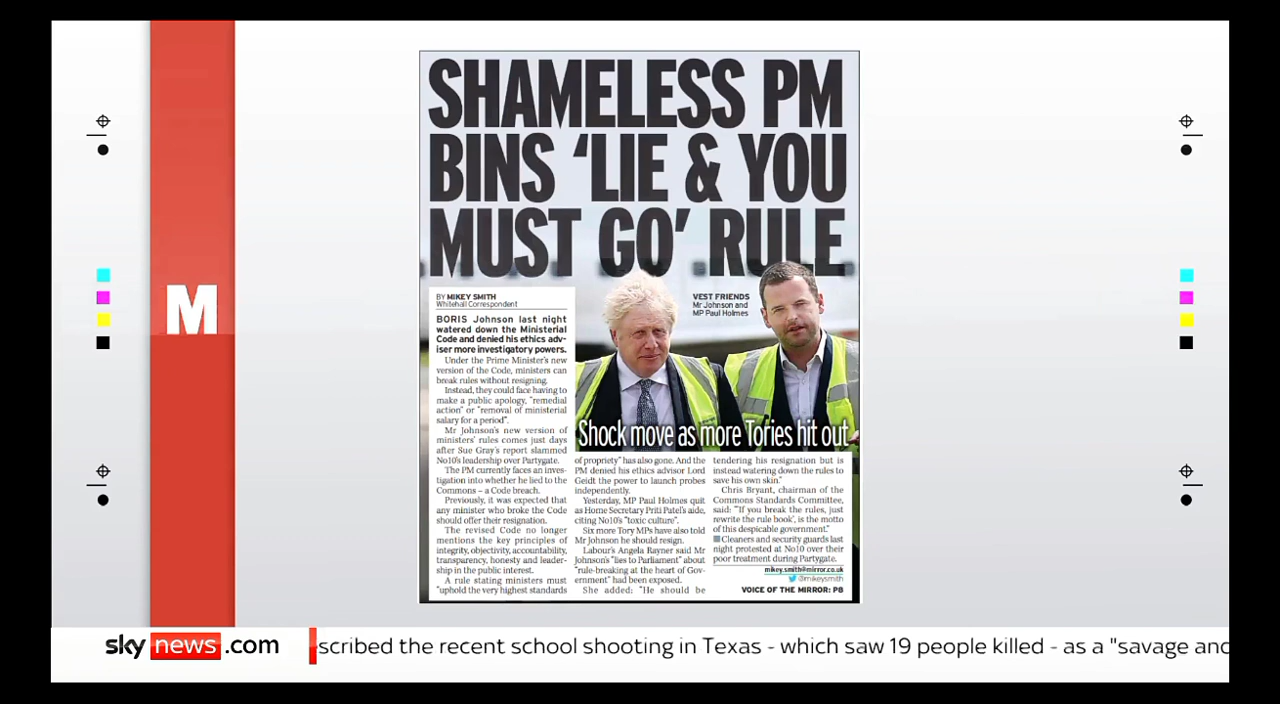 SHAMELESS PM
BINS ‘LIE & YOU
MUST GO’ RULE
BY MIKEY SMITH
Whitehall Correspondent
BORIS Johnson last night
watered down the Ministerial
Code and denied his ethics adv-
iser more investigatory powers.
Under the Prime Minister's new
version of the Code, ministers can
break rules without resigning.
Instead, they could face having to
make a public apology, "remedial
action" or "removal of ministerial
salary for a period".
Mr Johnson's new version of
ministers' rules comes just days
after Sue Gray's report slammed
No10's leadership over Partygate.
The PM currently faces an inves-
tigation into whether he lied to the
Commons – a Code breach.
Previously, it was expected that
any minister who broke the Code
should offer their resignation.
The revised Code no longer
mentions the key principles of
integrity, objectivity, accountability,
transparency, honesty and leader-
ship in the public interest.
A rule stating ministers must
"uphold the very highest standards
VEST FRIENDS
Mr Johnson and
MP Paul Holmes
Shock move as more Tories hit out
of propriety" has also gone. And the
PM denied his ethics advisor Lord
Geidt the power to launch probes
independently.
Yesterday, MP Paul Holmes quit
as Home Secretary Priti Patel's aide,
citing No10's "toxic culture".
Six more Tory MPs have also told
Mr Johnson he should resign.
Labour's Angela Rayner said Mr
Johnson's "lies to Parliament" about
"rule-breaking at the heart of Gov-
ernment" had been exposed.
She added: "He should be
tendering his resignation but is
instead watering down the rules to
save his own skin."
Chris Bryant, chairman of the
Commons Standards Committee,
said: "'If you break the rules, just
rewrite the rule book', is the motto
of this despicable government."
Cleaners and security guards last
night protested at No10 over their
poor treatment during Partygate.
mikey.smith@mirror.co.uk
@mikeysmith
VOICE OF THE MIRROR: P8
M
sky news .com
scribed the recent school shooting in Texas - which saw 19 people killed - as a "savage and